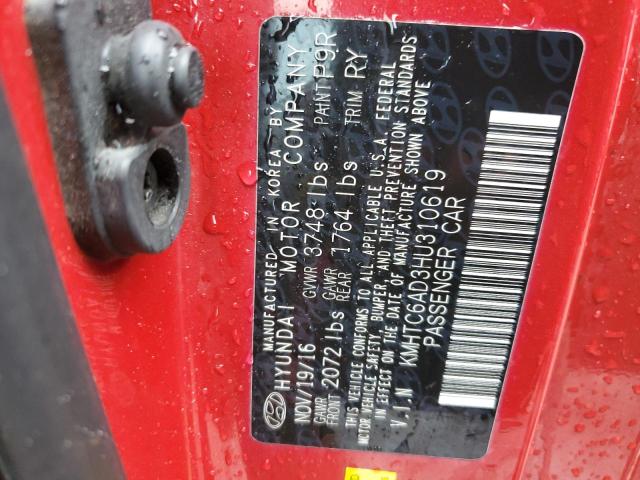 MANUFACTURED IN KOREA BY
HYUNDAI MOTOR COMPANY
NOV/19/16 GVWR 3748 lbs PAINT P9R
GAWR FRONT 2072 lbs GAWR REAR 1764 lbs TRIM RY
THIS VEHICLE CONFORMS TO ALL APPLICABLE U.S.A. FEDERAL
MOTOR VEHICLE SAFETY, BUMPER, AND THEFT PREVENTION STANDARDS
IN EFFECT ON THE DATE OF MANUFACTURE SHOWN ABOVE
V.I.N KMHTC6AD3HU310619
PASSENGER CAR